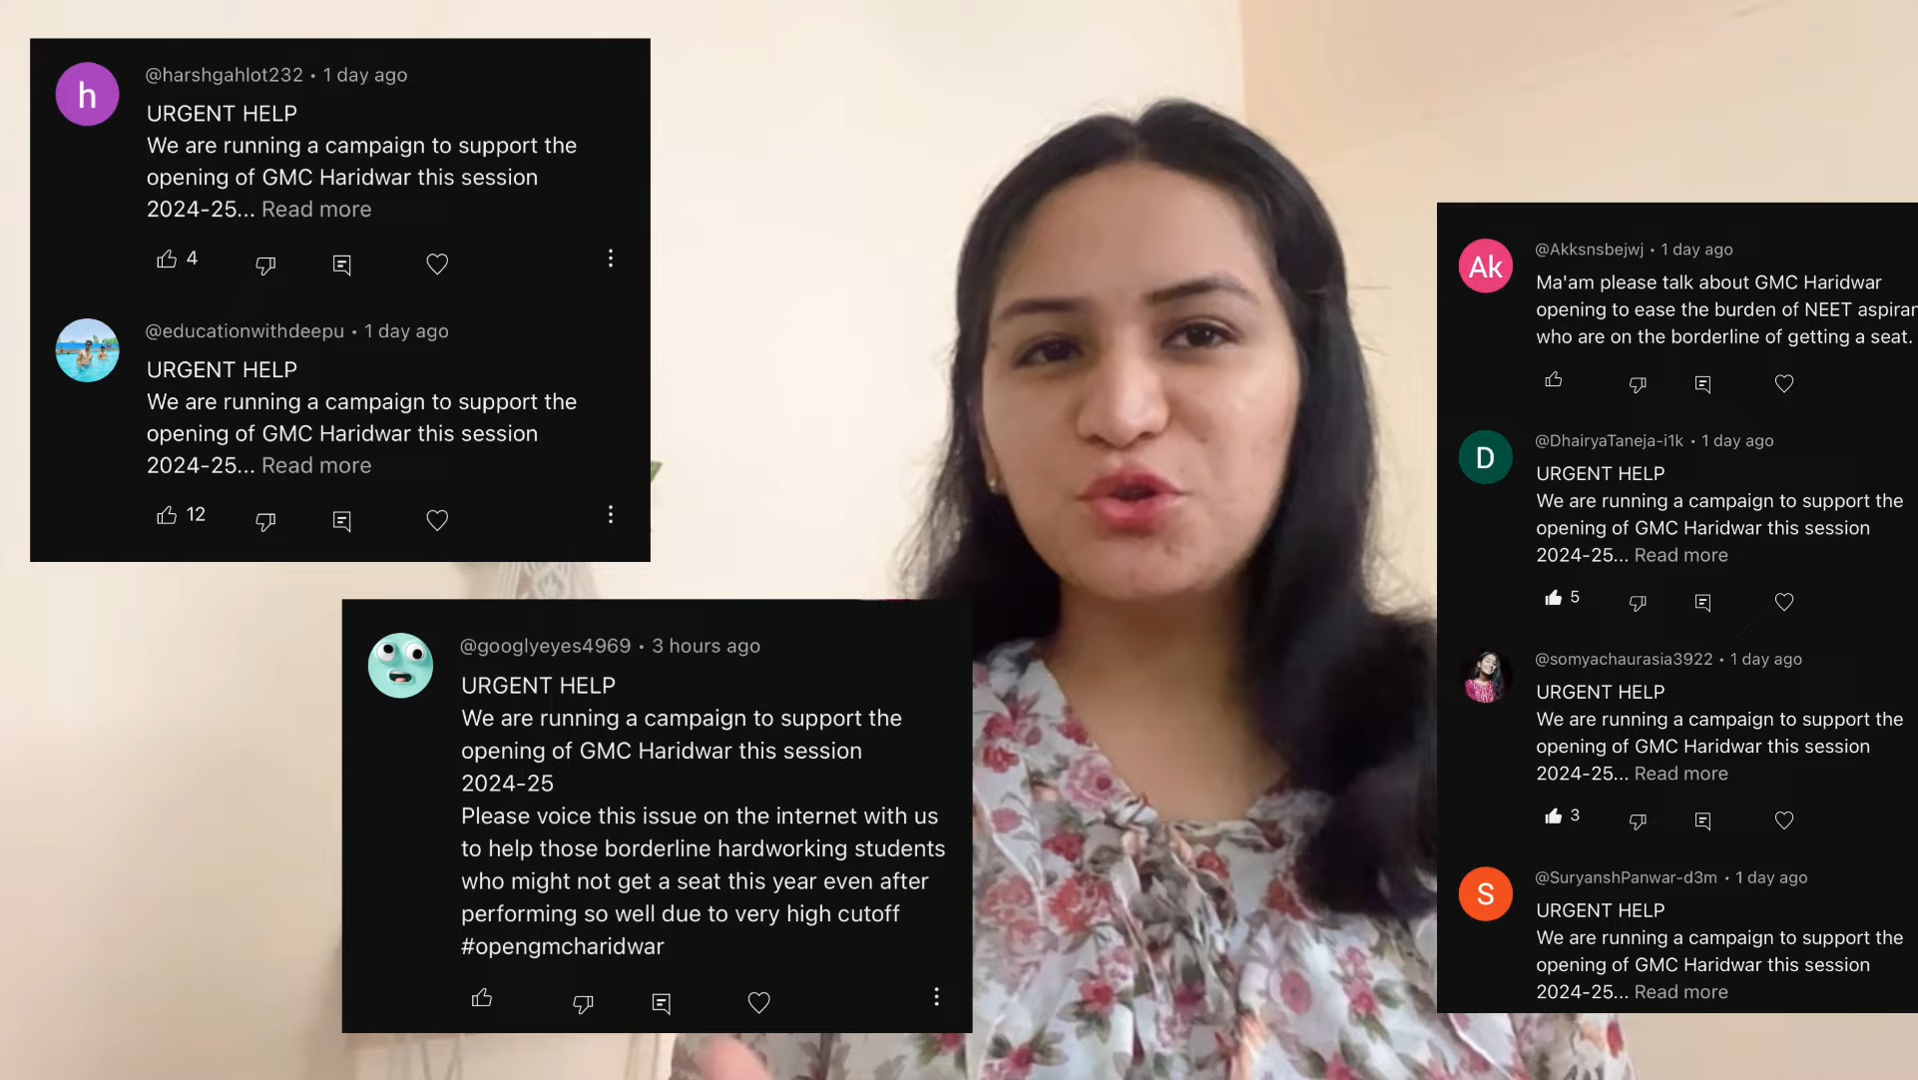 h
@harshgahlot232 • 1 day ago
URGENT HELP
We are running a campaign to support the
opening of GMC Haridwar this session
2024-25... Read more
4
@educationwithdeepu • 1 day ago
URGENT HELP
We are running a campaign to support the
opening of GMC Haridwar this session
2024-25... Read more
12
@googlyeyes4969 • 3 hours ago
URGENT HELP
We are running a campaign to support the
opening of GMC Haridwar this session
2024-25
Please voice this issue on the internet with us
to help those borderline hardworking students
who might not get a seat this year even after
performing so well due to very high cutoff
#opengmcharidwar
Ak
@Akksnsbejwj • 1 day ago
Ma'am please talk about GMC Haridwar
opening to ease the burden of NEET aspiran
who are on the borderline of getting a seat.
D
@DhairyaTaneja-i1k • 1 day ago
URGENT HELP
We are running a campaign to support the
opening of GMC Haridwar this session
2024-25... Read more
5
@somyachaurasia3922 • 1 day ago
URGENT HELP
We are running a campaign to support the
opening of GMC Haridwar this session
2024-25... Read more
3
S
@SuryanshPanwar-d3m • 1 day ago
URGENT HELP
We are running a campaign to support the
opening of GMC Haridwar this session
2024-25... Read more